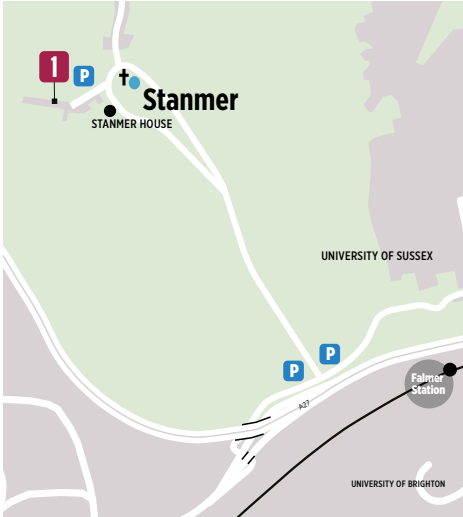 1
P
Stanmer
STANMER HOUSE
UNIVERSITY OF SUSSEX
P
P
Falmer
Station
A27
UNIVERSITY OF BRIGHTON